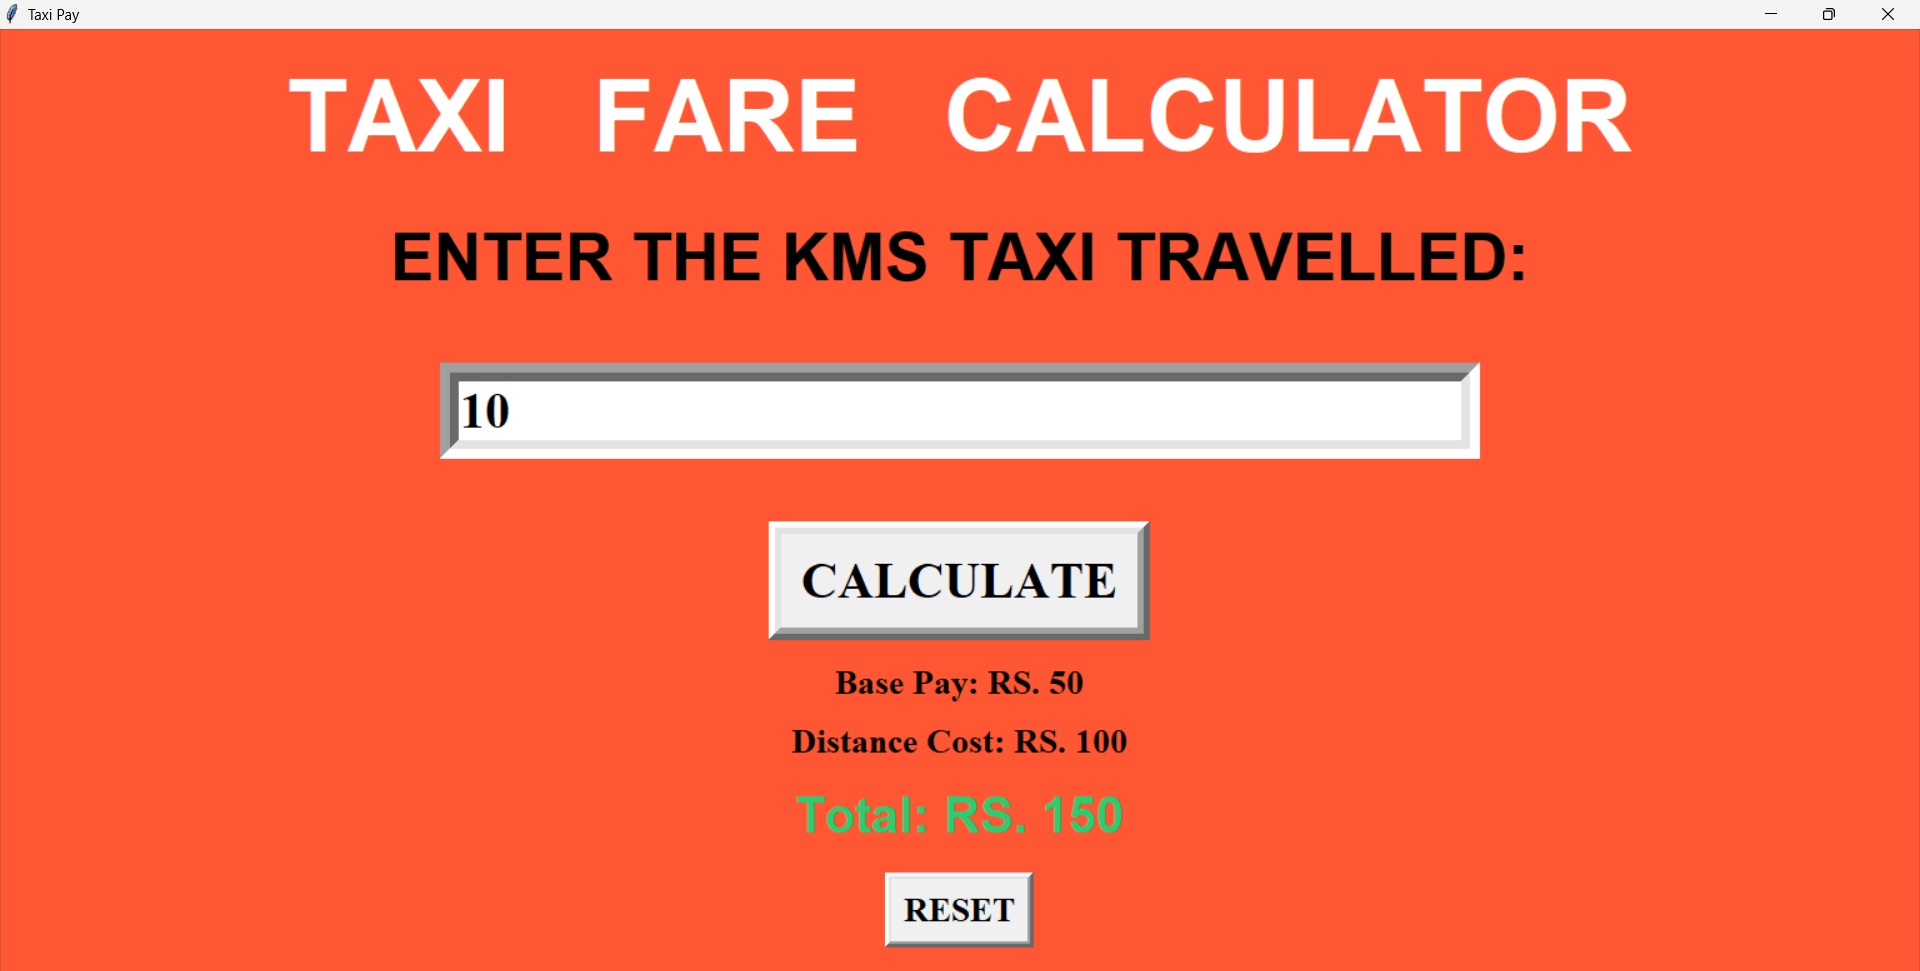 Taxi Pay
TAXI FARE CALCULATOR
ENTER THE KMS TAXI TRAVELLED:
10
CALCULATE
Base Pay: RS. 50
Distance Cost: RS. 100
Total: RS. 150
RESET